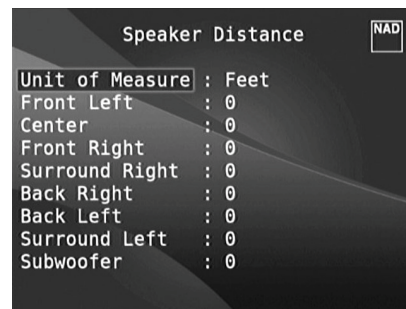 Speaker Distance
NAD
Unit of Measure : Feet
Front Left : 0
Center : 0
Front Right : 0
Surround Right : 0
Back Right : 0
Back Left : 0
Surround Left : 0
Subwoofer : 0